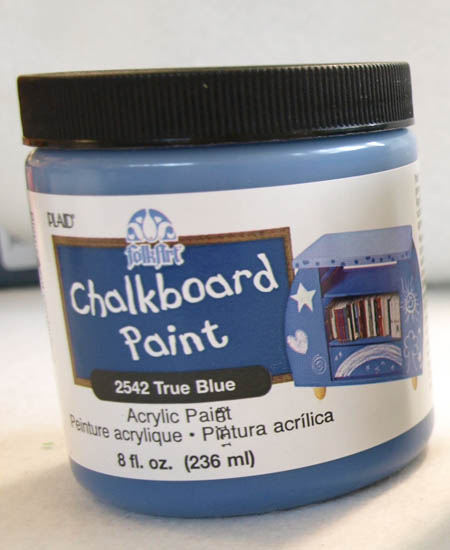 PLAID
folkArt
Chalkboard
Paint
2542 True Blue
Acrylic Paint
Peinture acrylique • Pintura acrílica
8 fl. oz. (236 ml)